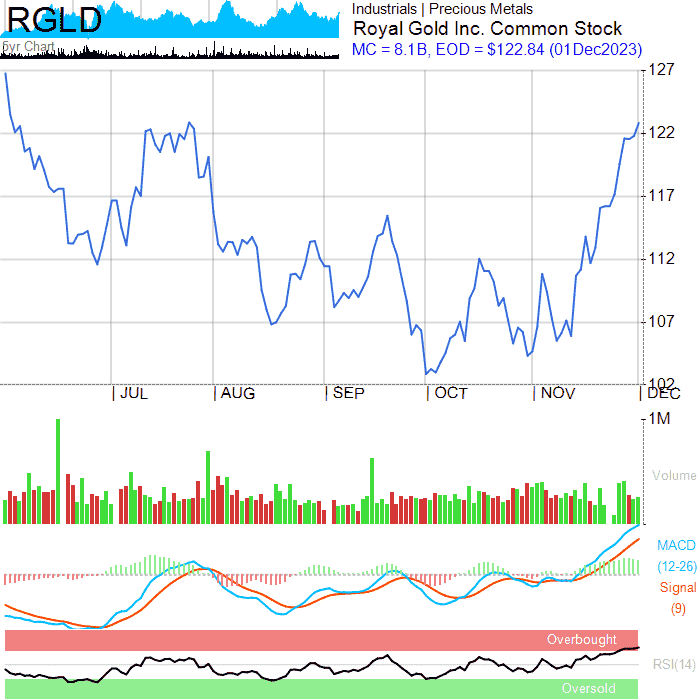 RGLD
5yr Chart
Industrials | Precious Metals
Royal Gold Inc. Common Stock
MC = 8.1B, EOD = $122.84 (01Dec2023)
127
122
117
112
107
102
| JUL | AUG | SEP | OCT | NOV | DEC
1M
Volume
MACD
(12-26)
Signal
(9)
Overbought
RSI(14)
Oversold